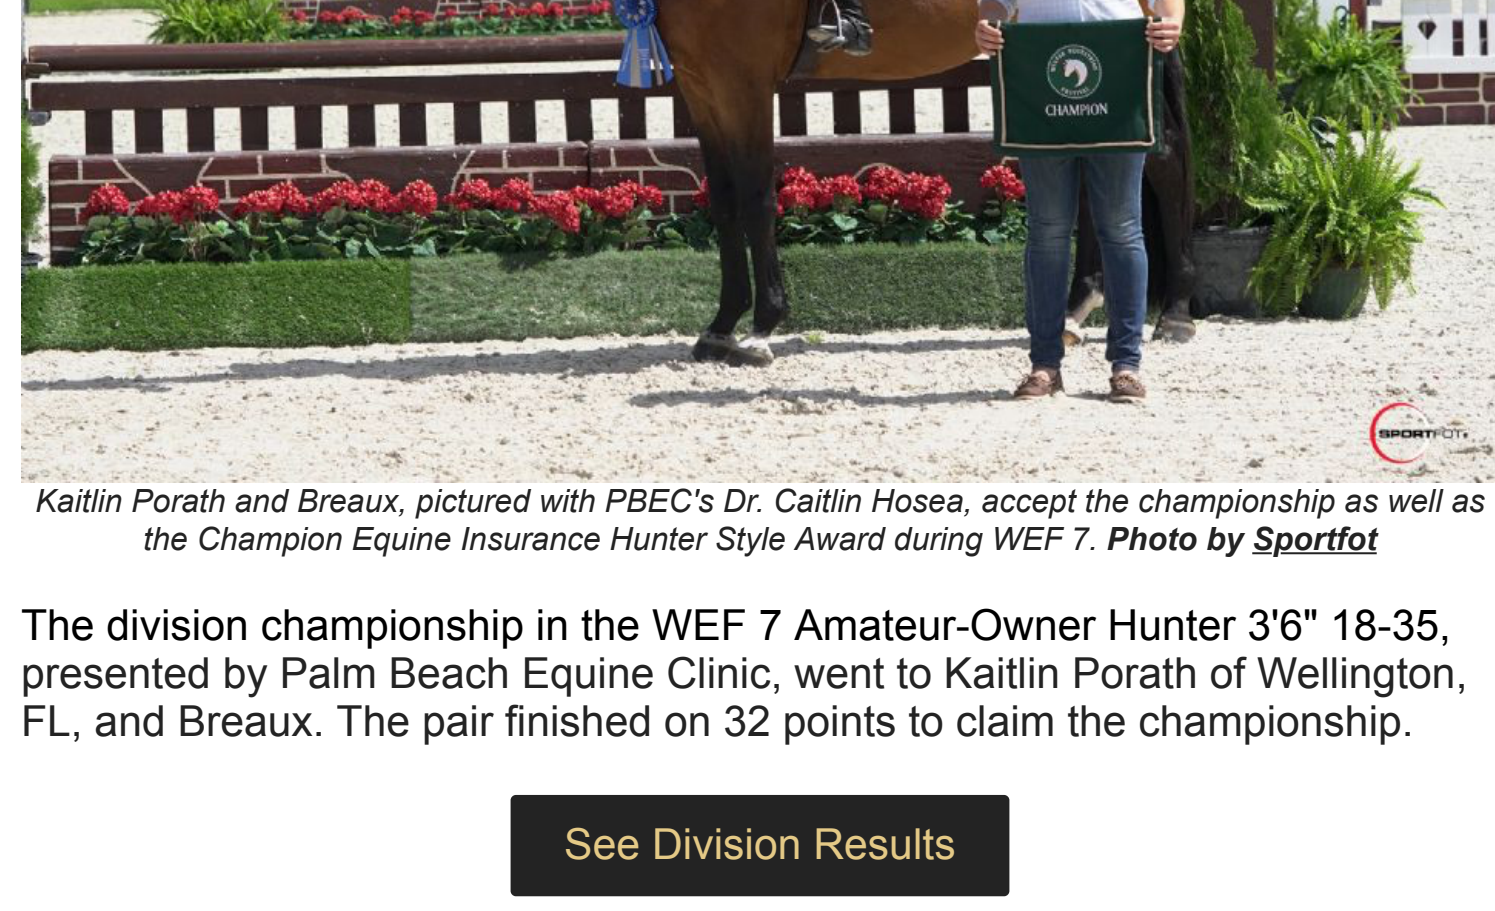 WINTER EQUESTRIAN
FESTIVAL
CHAMPION
SPORTFOT.
Kaitlin Porath and Breaux, pictured with PBEC's Dr. Caitlin Hosea, accept the championship as well as
the Champion Equine Insurance Hunter Style Award during WEF 7. Photo by Sportfot
The division championship in the WEF 7 Amateur-Owner Hunter 3'6" 18-35,
presented by Palm Beach Equine Clinic, went to Kaitlin Porath of Wellington,
FL, and Breaux. The pair finished on 32 points to claim the championship.
See Division Results